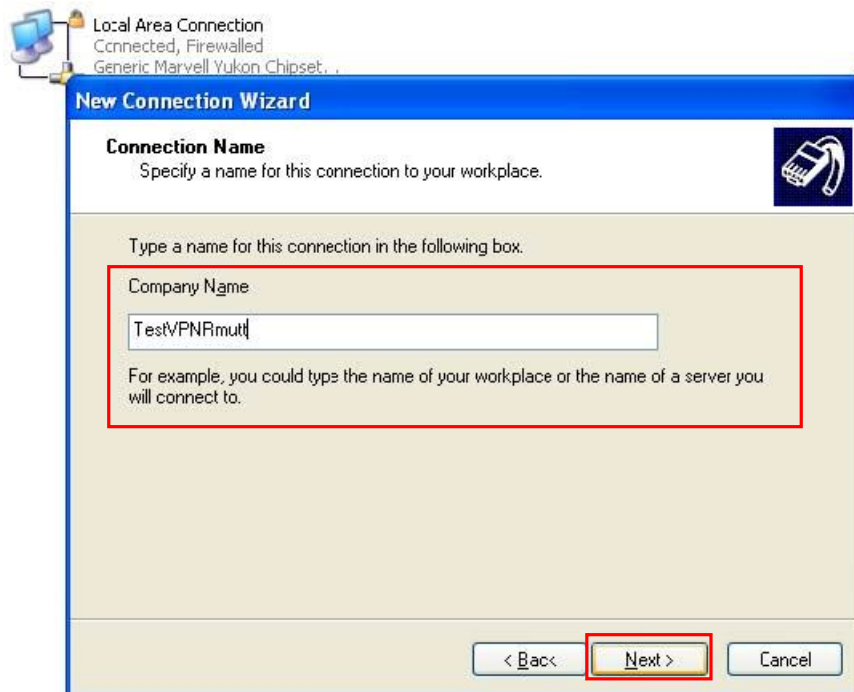 Local Area Connection
Connected, Firewalled
Generic Marvell Yukon Chipset. . .
New Connection Wizard
Connection Name
Specify a name for this connection to your workplace.
Type a name for this connection in the following box.
Company Name
TestVPNRmutt
For example, you could type the name of your workplace or the name of a server you
will connect to.
< Back
Next >
Cancel